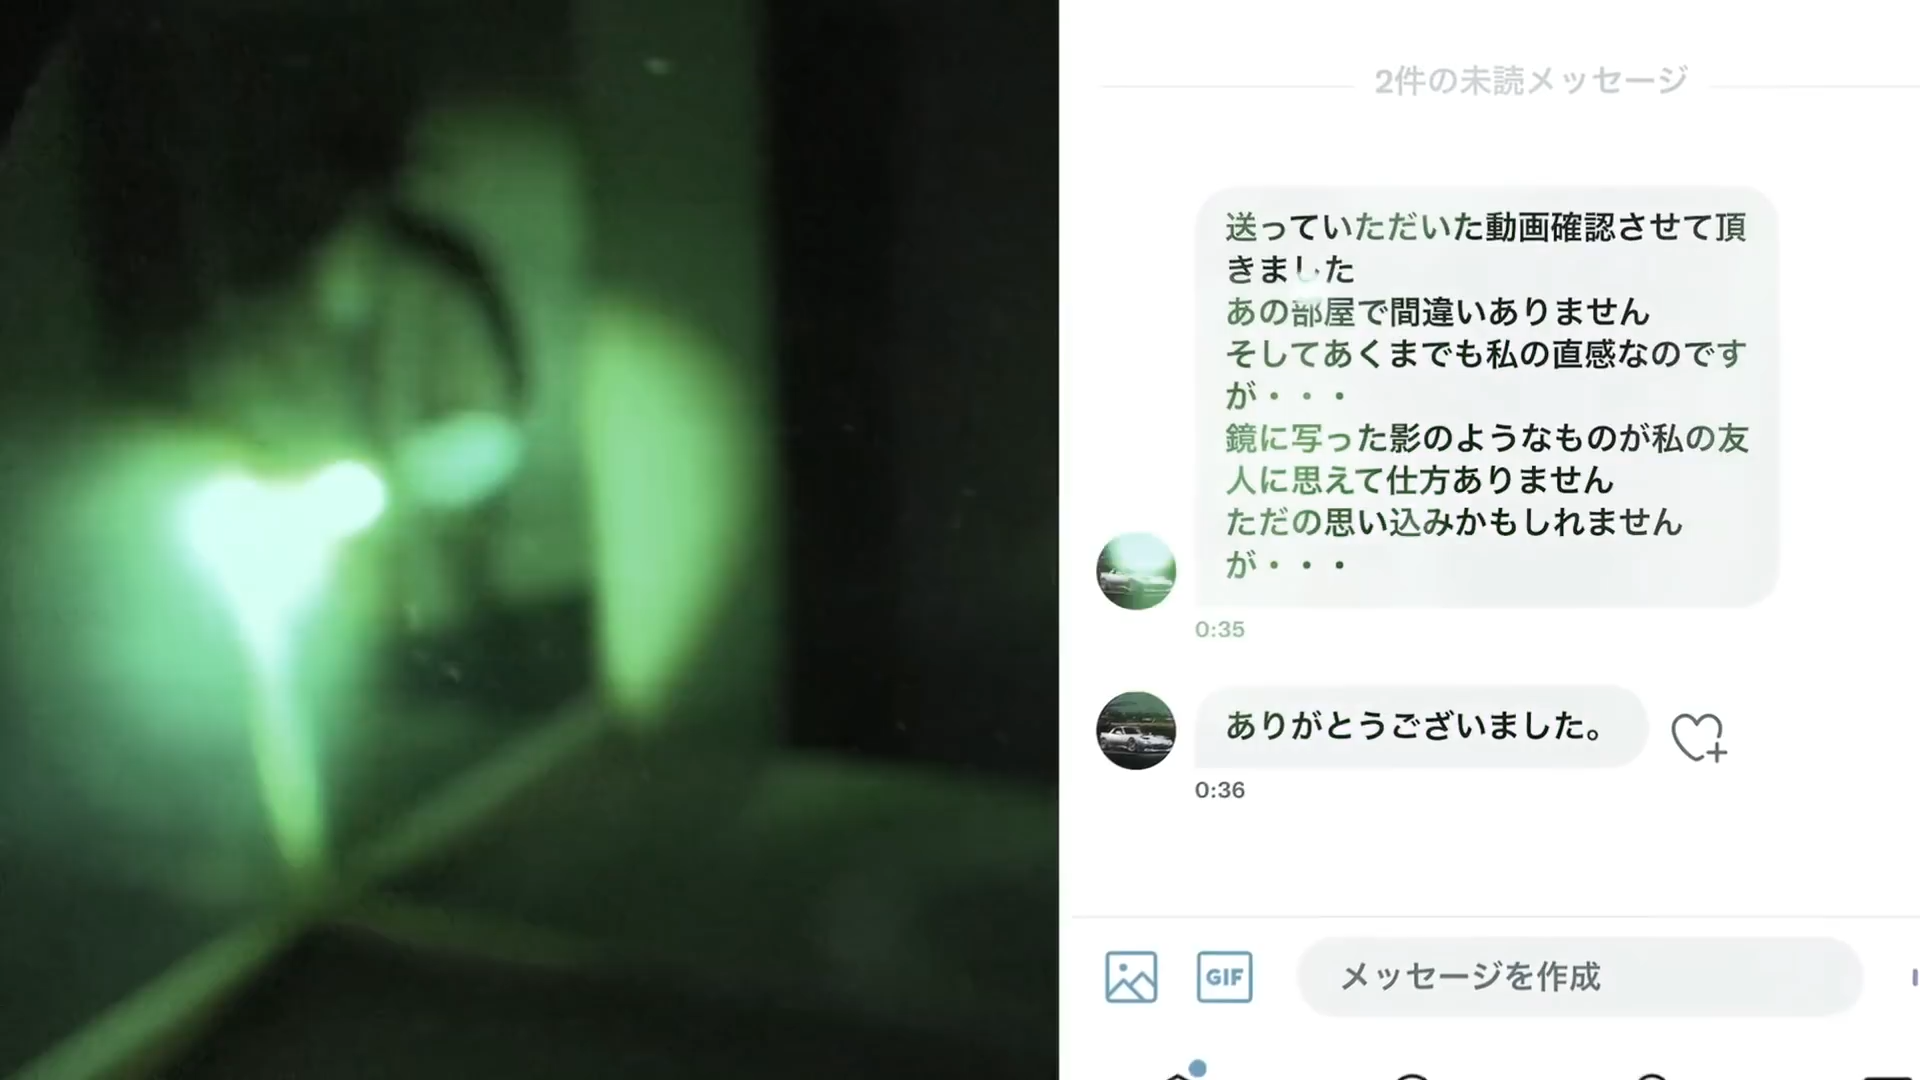 2件の未読メッセージ
送っていただいた動画確認させて頂
きました
あの部屋で間違いありません
そしてあくまでも私の直感なのです
が・・・
鏡に写った影のようなものが私の友
人に思えて仕方ありません
ただの思い込みかもしれません
が・・・
0:35
ありがとうございました。
0:36
GIF
メッセージを作成